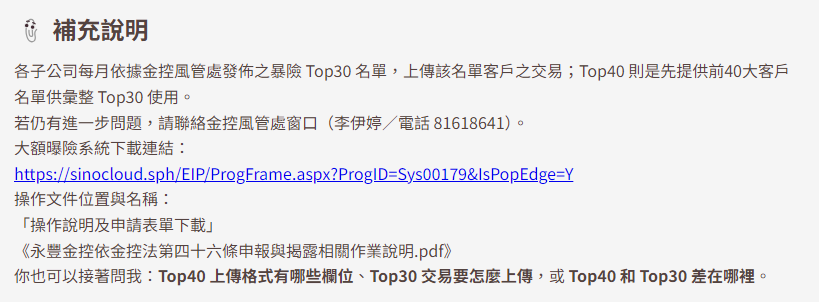 補充說明
各子公司每月依據金控風管處發佈之暴險 Top30 名單，上傳該名單客戶之交易；Top40 則是先提供前40大客戶
名單供彙整 Top30 使用。
若仍有進一步問題，請聯絡金控風管處窗口（李伊婷／電話 81618641）。
大額曝險系統下載連結：
https://sinocloud.sph/EIP/ProgFrame.aspx?ProgID=Sys00179&IsPopEdge=Y
操作文件位置與名稱：
「操作說明及申請表單下載」
《永豐金控依金控法第四十六條申報與揭露相關作業說明.pdf》
你也可以接著問我：Top40 上傳格式有哪些欄位、Top30 交易要怎麼上傳，或 Top40 和 Top30 差在哪裡。